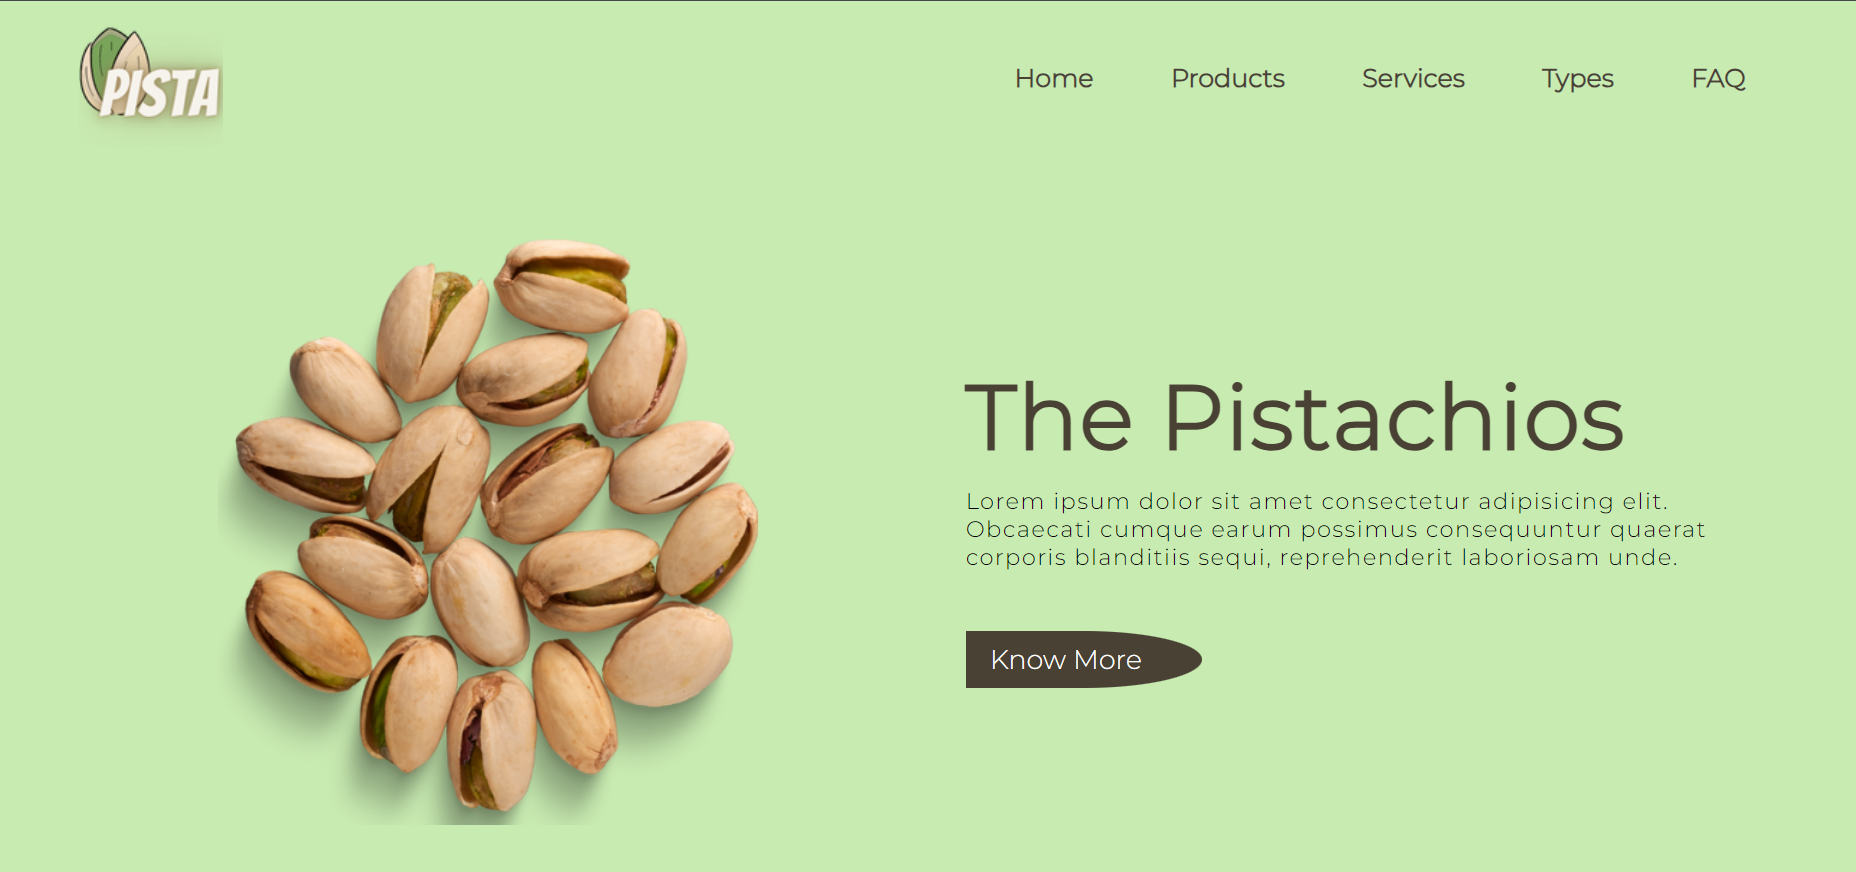 PISTA
Home Products Services Types FAQ
The Pistachios
Lorem ipsum dolor sit amet consectetur adipisicing elit.
Obcaecati cumque earum possimus consequuntur quaerat
corporis blanditiis sequi, reprehenderit laboriosam unde.
Know More